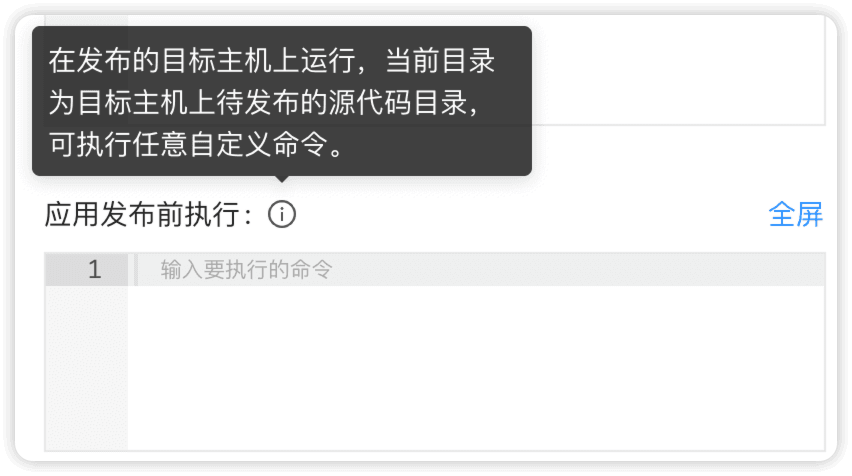 在发布的目标主机上运行，当前目录
为目标主机上待发布的源代码目录，
可执行任意自定义命令。
应用发布前执行： 全屏
1 输入要执行的命令